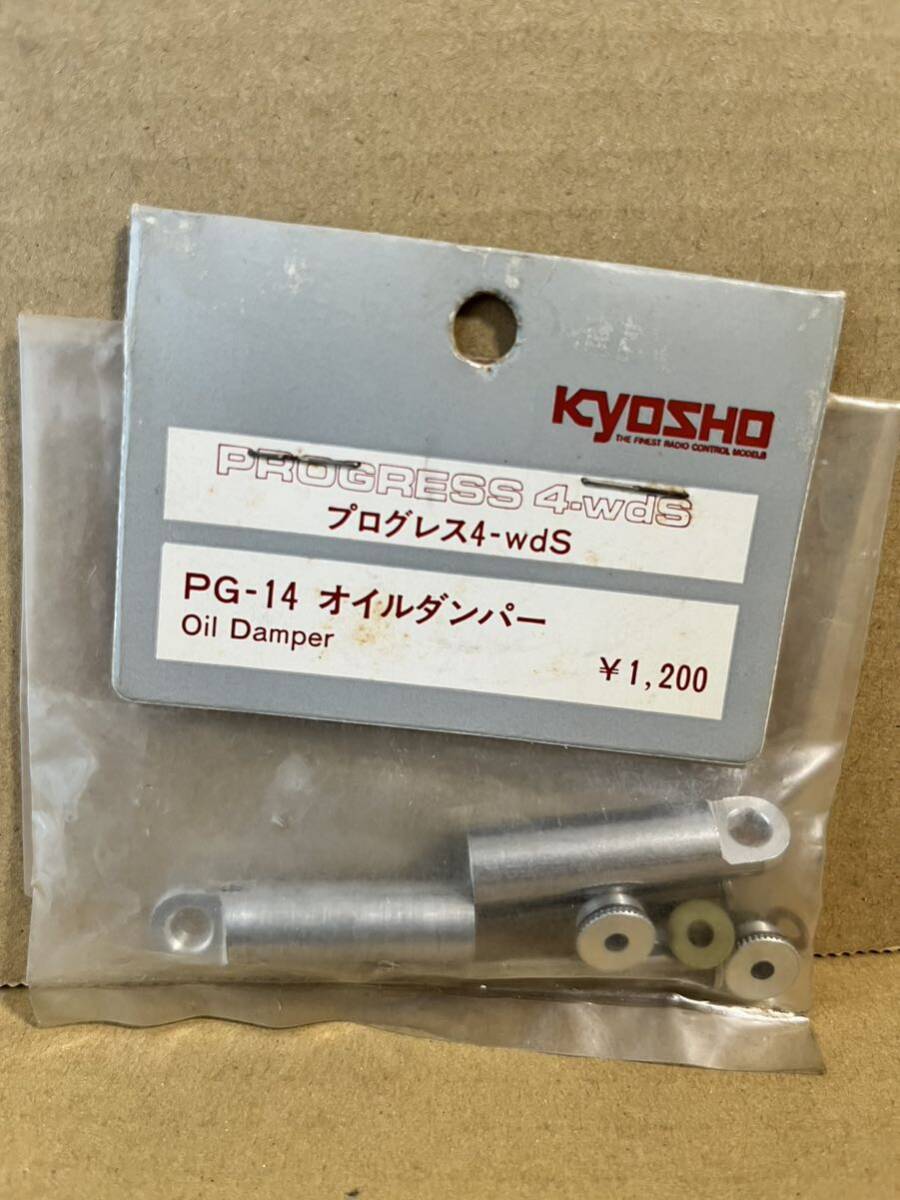 KYOSHO
THE FINEST RADIO CONTROL MODELS
PROGRESS 4-wdS
プログレス4-wdS
PG-14 オイルダンパー
Oil Damper
¥1,200